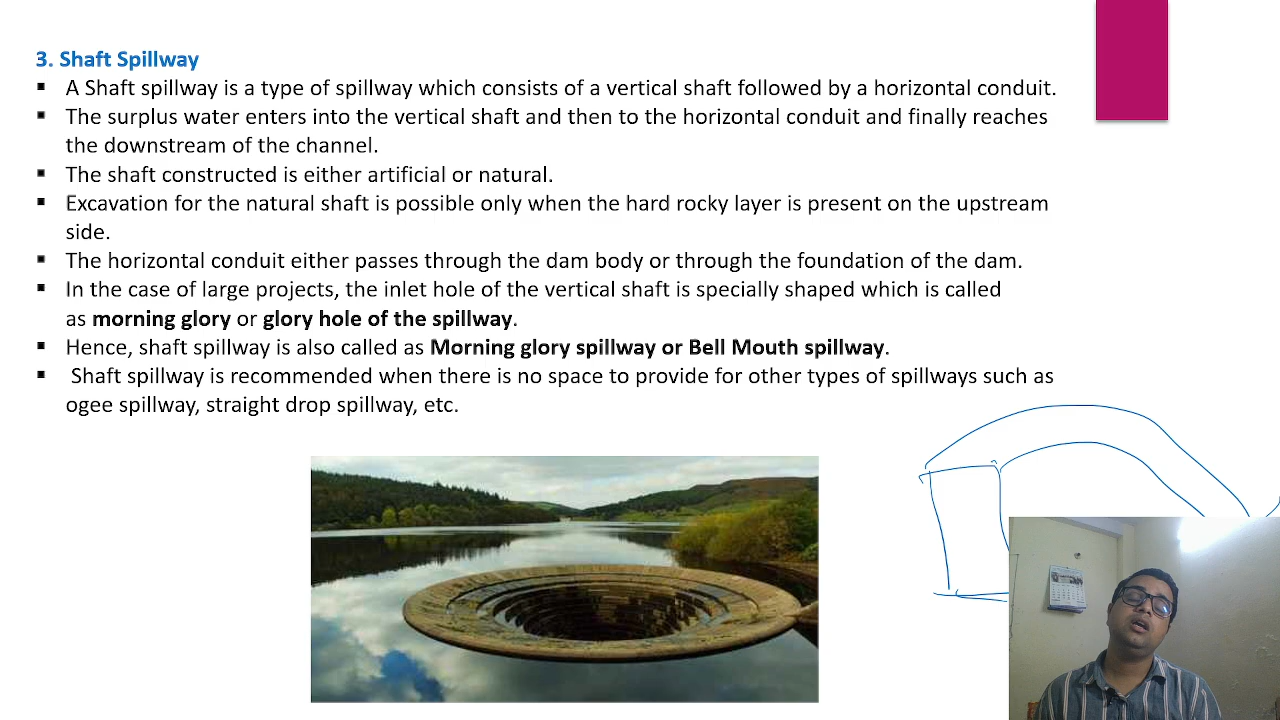 3. Shaft Spillway
▪ A Shaft spillway is a type of spillway which consists of a vertical shaft followed by a horizontal conduit.
▪ The surplus water enters into the vertical shaft and then to the horizontal conduit and finally reaches
the downstream of the channel.
▪ The shaft constructed is either artificial or natural.
▪ Excavation for the natural shaft is possible only when the hard rocky layer is present on the upstream
side.
▪ The horizontal conduit either passes through the dam body or through the foundation of the dam.
▪ In the case of large projects, the inlet hole of the vertical shaft is specially shaped which is called
as morning glory or glory hole of the spillway.
▪ Hence, shaft spillway is also called as Morning glory spillway or Bell Mouth spillway.
▪ Shaft spillway is recommended when there is no space to provide for other types of spillways such as
ogee spillway, straight drop spillway, etc.